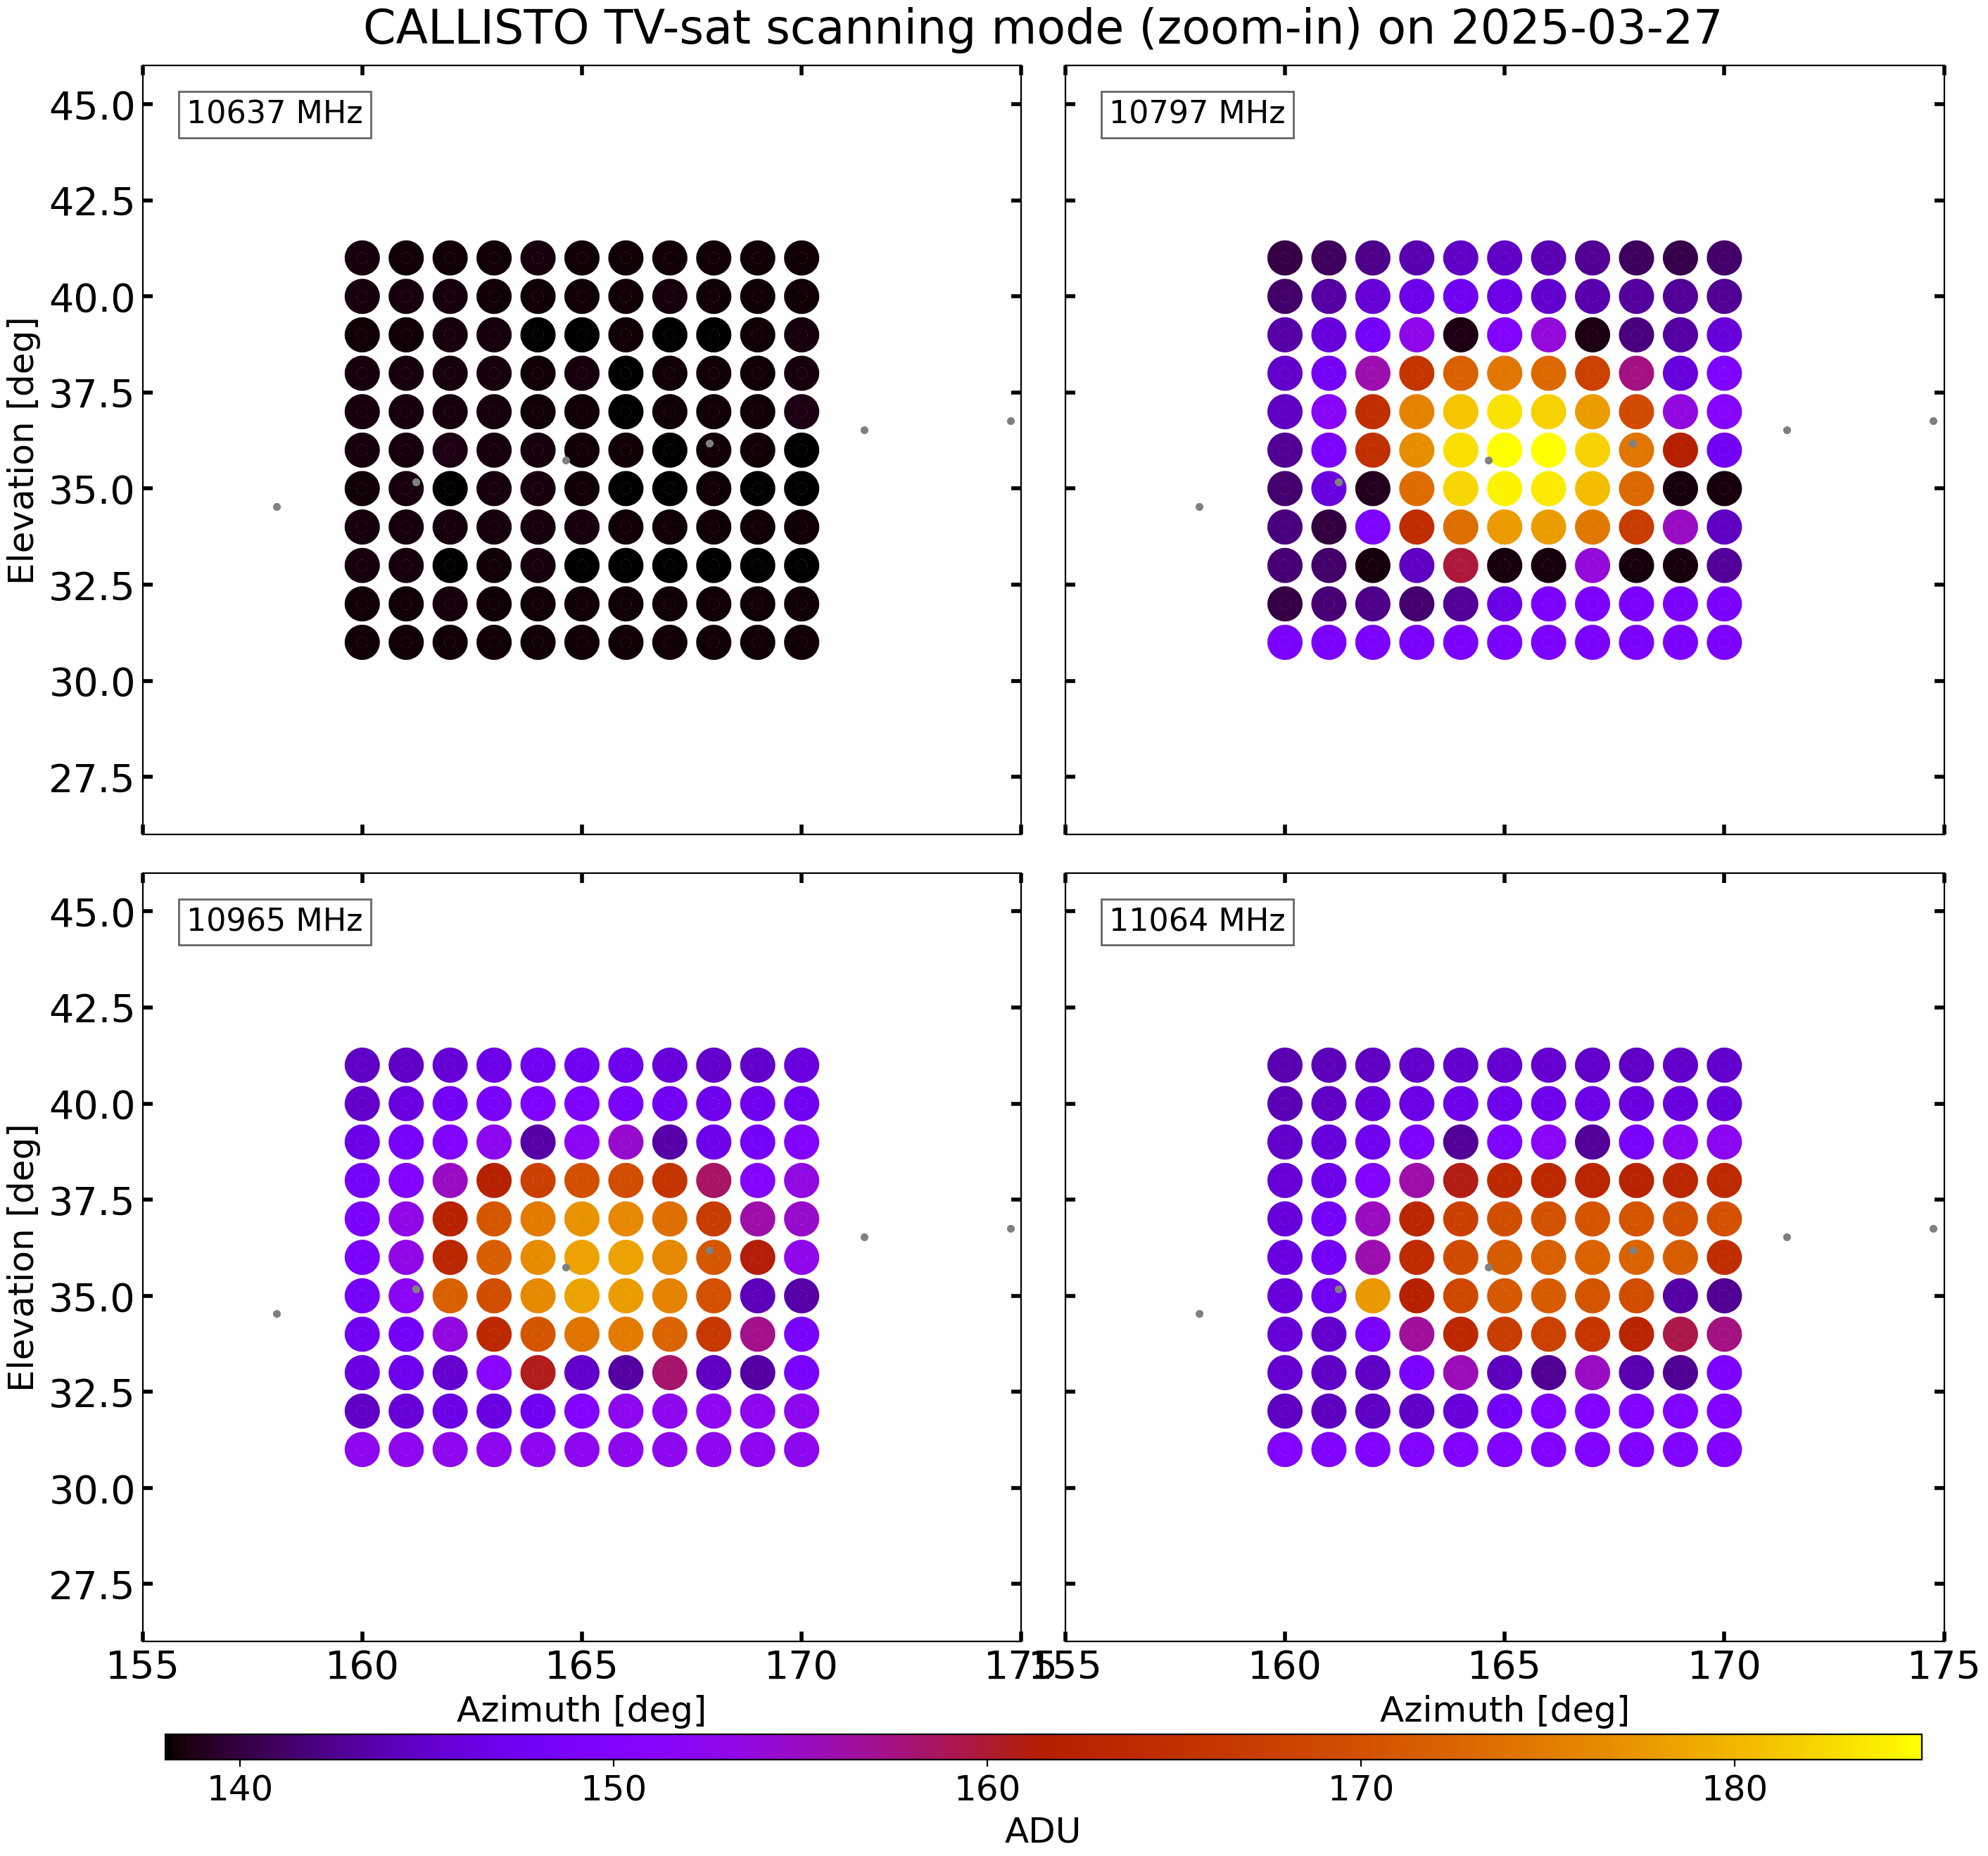 CALLISTO TV-sat scanning mode (zoom-in) on 2025-03-27
10637 MHz
10797 MHz
45.0
42.5
40.0
37.5
35.0
32.5
30.0
27.5
Elevation [deg]
10965 MHz
11064 MHz
45.0
42.5
40.0
37.5
35.0
32.5
30.0
27.5
Elevation [deg]
155 160 165 170 175
155 160 165 170 175
Azimuth [deg]
Azimuth [deg]
140 150 160 170 180
ADU